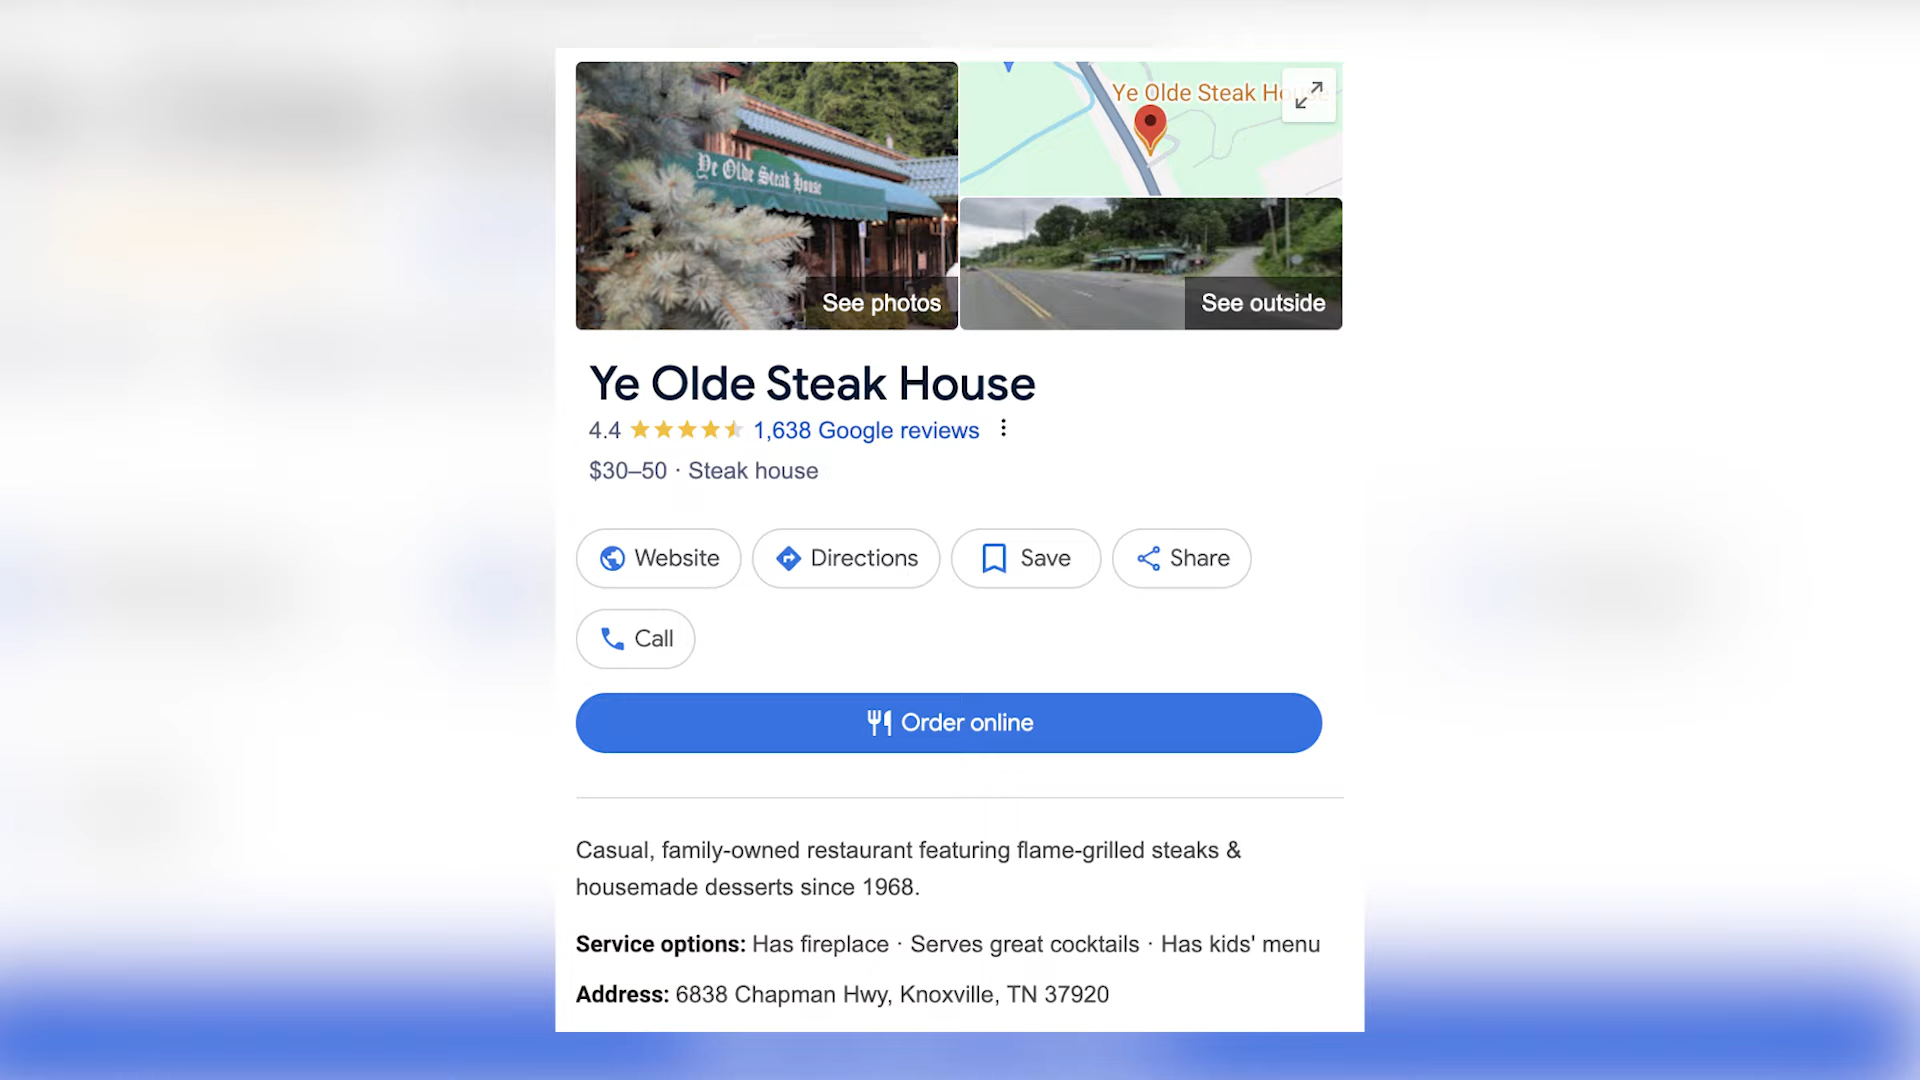 Ye Olde Steak House
Ye Olde Steak House
See photos
See outside
Ye Olde Steak House
4.4 1,638 Google reviews
$30–50 · Steak house
Website Directions Save Share
Call
Order online
Casual, family-owned restaurant featuring flame-grilled steaks &
housemade desserts since 1968.
Service options: Has fireplace · Serves great cocktails · Has kids' menu
Address: 6838 Chapman Hwy, Knoxville, TN 37920